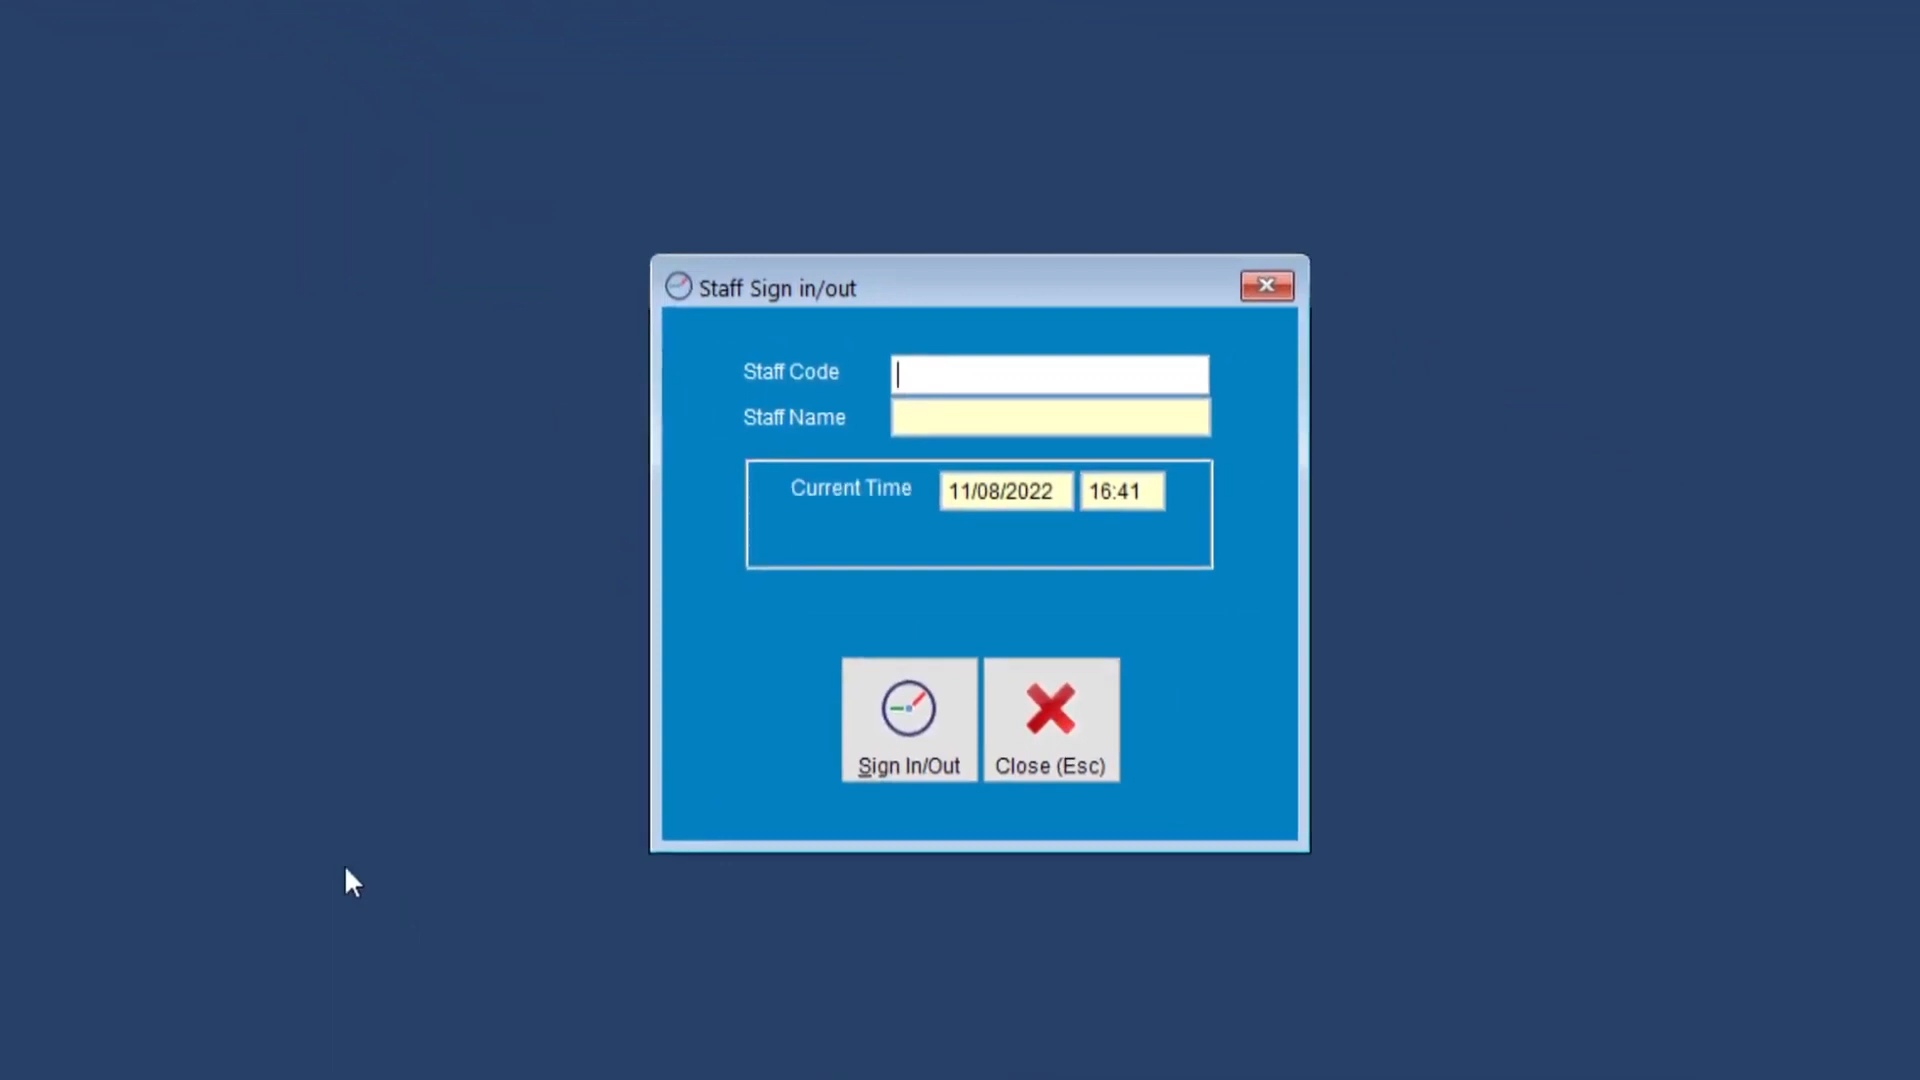 Staff Sign in/out
Staff Code
Staff Name
Current Time 11/08/2022 16:41
Sign In/Out Close (Esc)